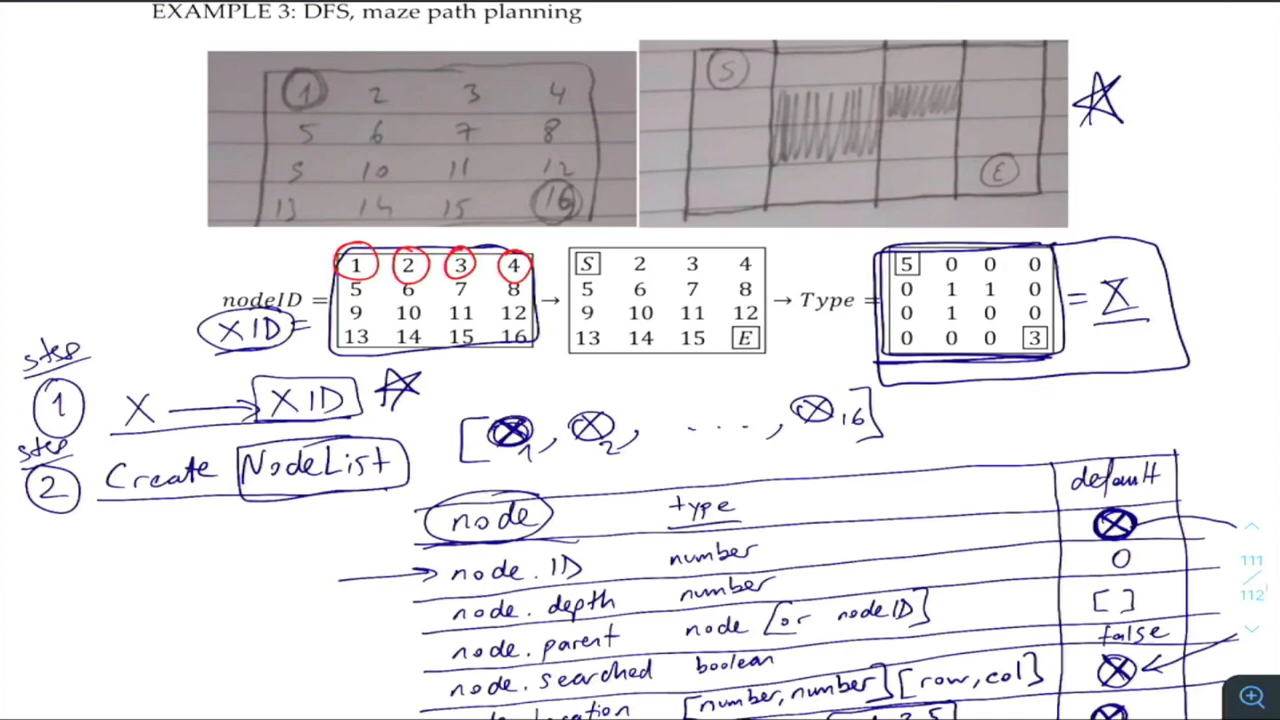 EXAMPLE 3: DFS, maze path planning
1 2 3 4
5 6 7 8
9 10 11 12
13 14 15 16
S
E
nodeID =
1 2 3 4
5 6 7 8
9 10 11 12
13 14 15 16
→
S 2 3 4
5 6 7 8
9 10 11 12
13 14 15 E
→ Type =
5 0 0 0
0 1 1 0
0 1 0 0
0 0 0 3
= X
XID =
step
1 X → XID
step
2 Create NodeList
[⊗1, ⊗2, . . . , ⊗16]
node type default
node.ID number ⊗
node.depth number 0
node.parent node [or nodeID] [ ]
node.searched boolean false
[number, number] [row, col] ⊗
111
/
112